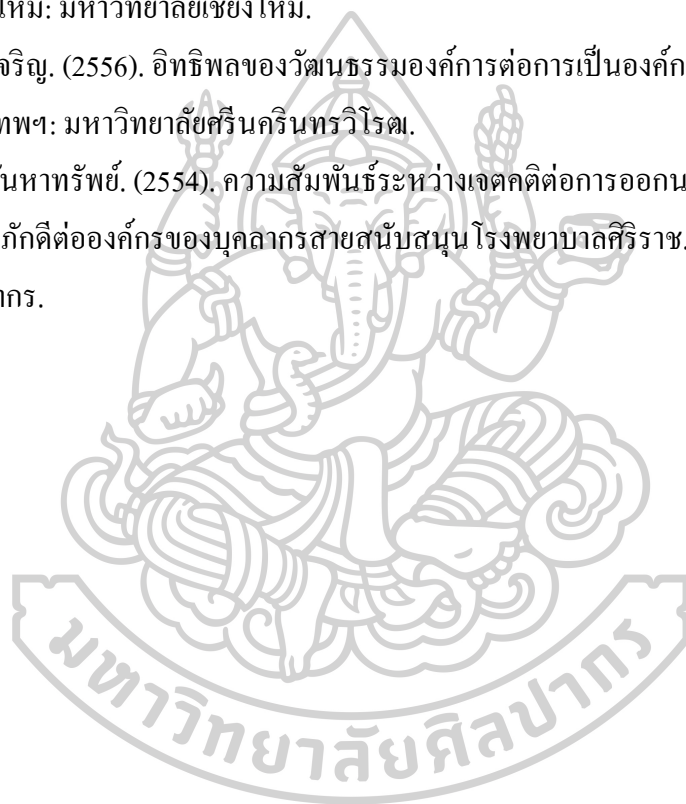 ใหม่: มหาวิทยาลัยเชียงใหม่.
จริญ. (2556). อิทธิพลของวัฒนธรรมองค์การต่อการเป็นองค์ก
ทพฯ: มหาวิทยาลัยศรีนครินทรวิโรฒ.
ันหาทรัพย์. (2554). ความสัมพันธ์ระหว่างเจตคติต่อการออกน
ภักดีต่อองค์กรของบุคลากรสายสนับสนุนโรงพยาบาลศิริราช.
ากร.
มหาวิทยาลัยศิลปากร